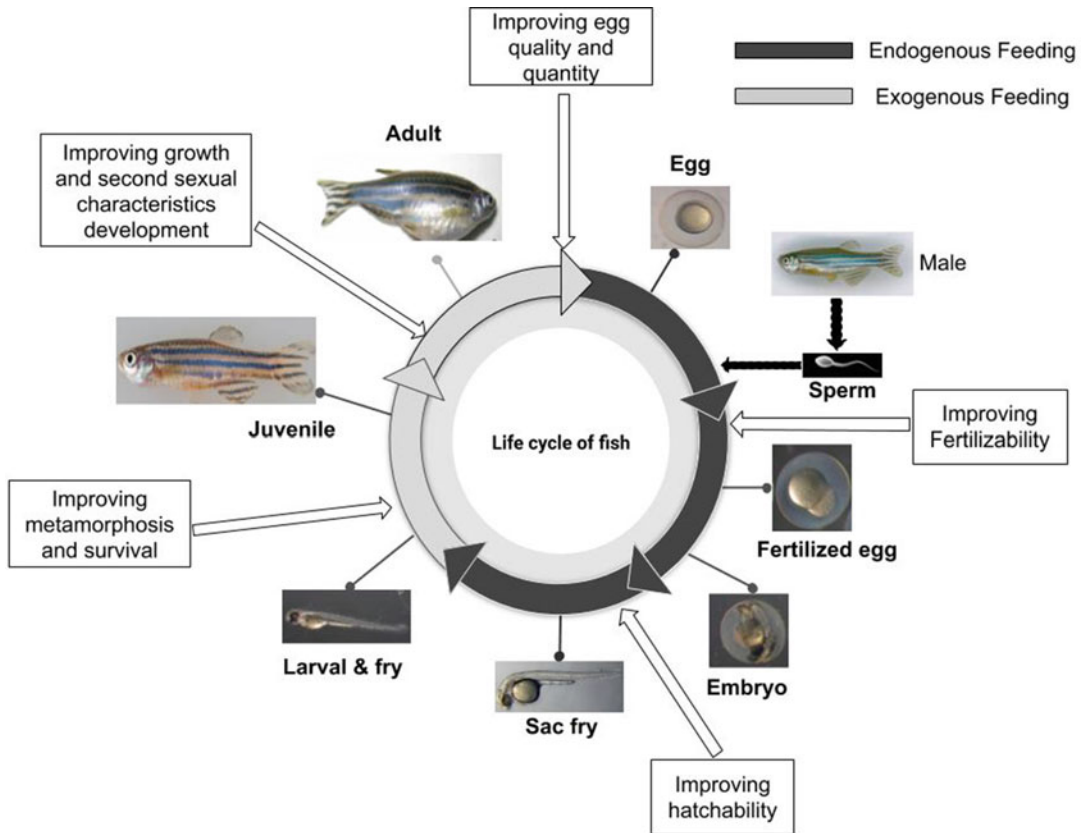 Improving egg
quality and
quantity
Endogenous Feeding
Exogenous Feeding
Adult
Improving growth
and second sexual
characteristics
development
Egg
Male
Sperm
Juvenile
Improving
Fertilizability
Life cycle of fish
Improving
metamorphosis
and survival
Fertilized egg
Larval & fry
Embryo
Sac fry
Improving
hatchability